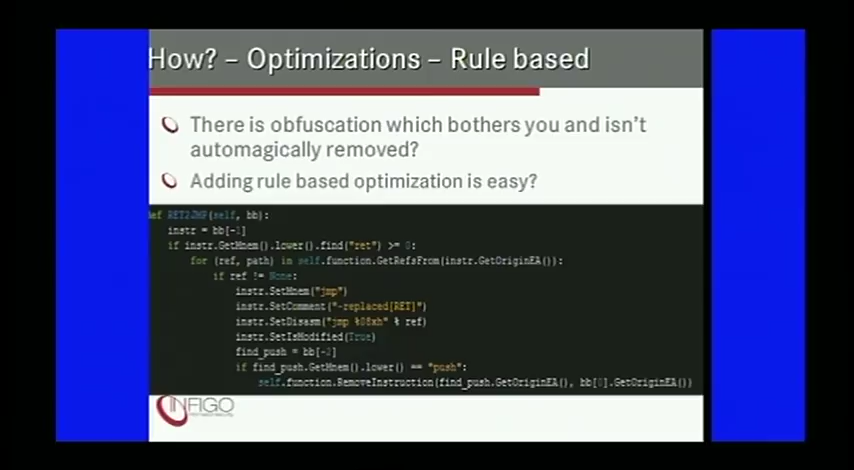 How? – Optimizations – Rule based
There is obfuscation which bothers you and isn't
automagically removed?
Adding rule based optimization is easy?
def RET2JMP(self, bb):
instr = bb[-1]
if instr.GetMnem().lower().find("ret") >= 0:
for (ref, path) in self.function.GetRefsFrom(instr.GetOriginEA()):
if ref != None:
instr.SetMnem("jmp")
instr.SetComment("-replaced[RET]")
instr.SetDisasm("jmp %08xh" % ref)
instr.SetIsModified(True)
find_push = bb[-2]
if find_push.GetMnem().lower() == "push":
self.function.RemoveInstruction(find_push.GetOriginEA(), bb[0].GetOriginEA())
INFIGO